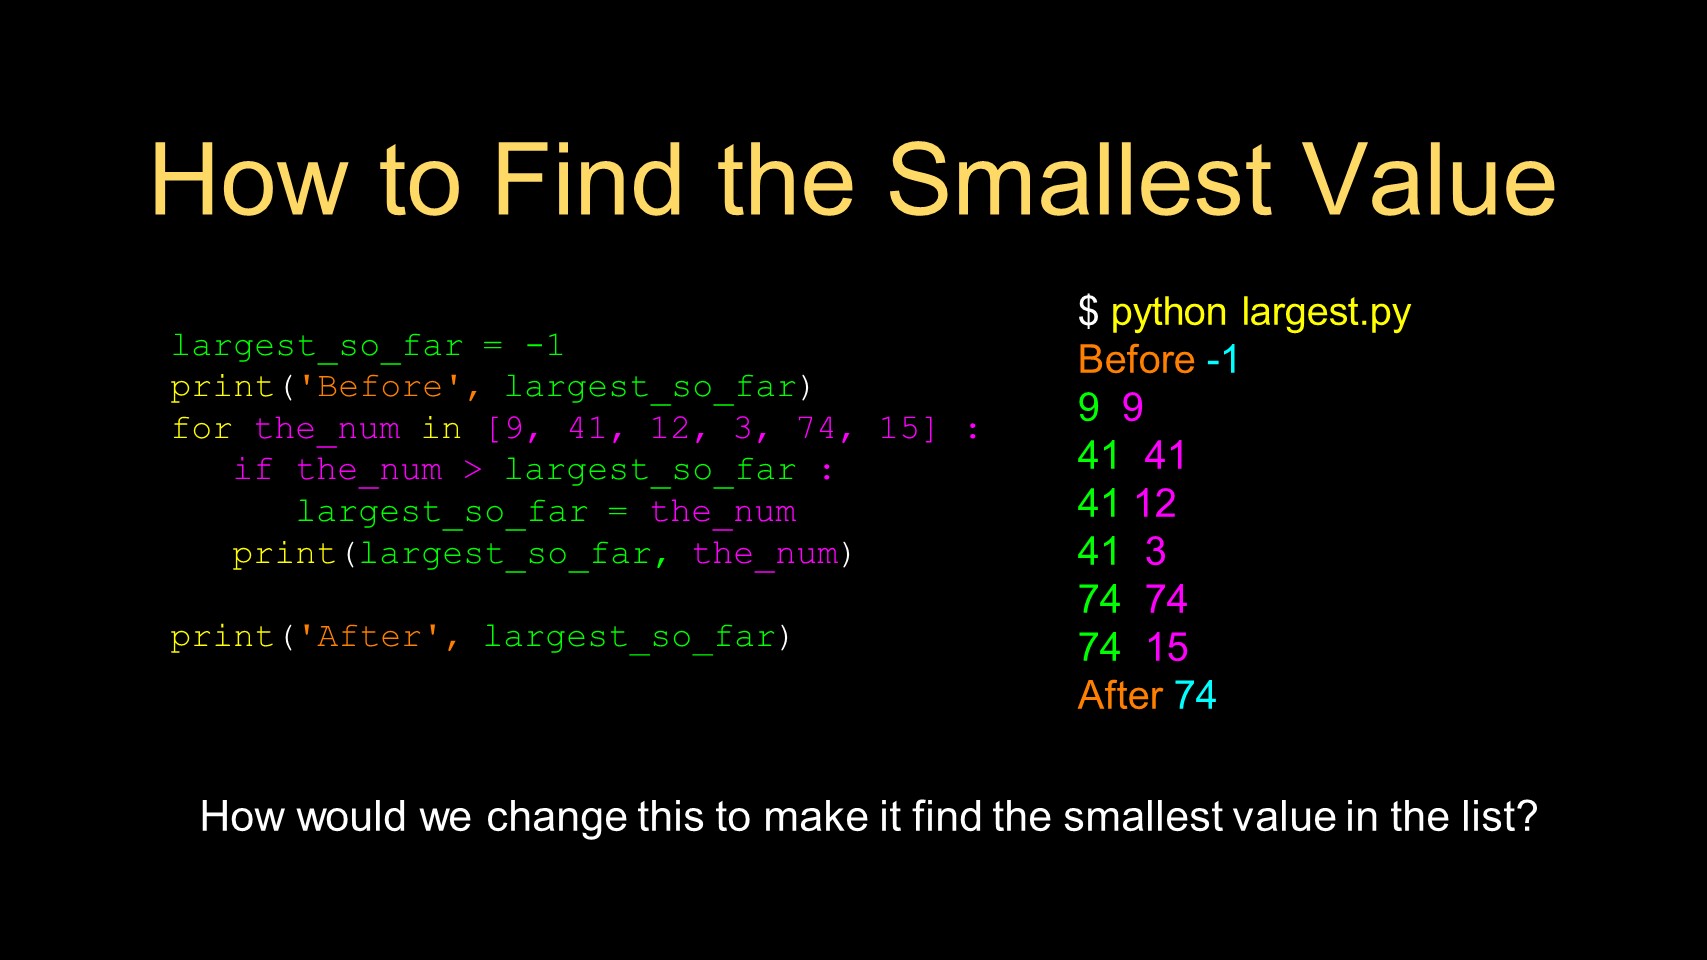 How to Find the Smallest Value
largest_so_far = -1
print('Before', largest_so_far)
for the_num in [9, 41, 12, 3, 74, 15] :
   if the_num > largest_so_far :
      largest_so_far = the_num
   print(largest_so_far, the_num)
print('After', largest_so_far)
$ python largest.py
Before -1
9 9
41 41
41 12
41 3
74 74
74 15
After 74
How would we change this to make it find the smallest value in the list?